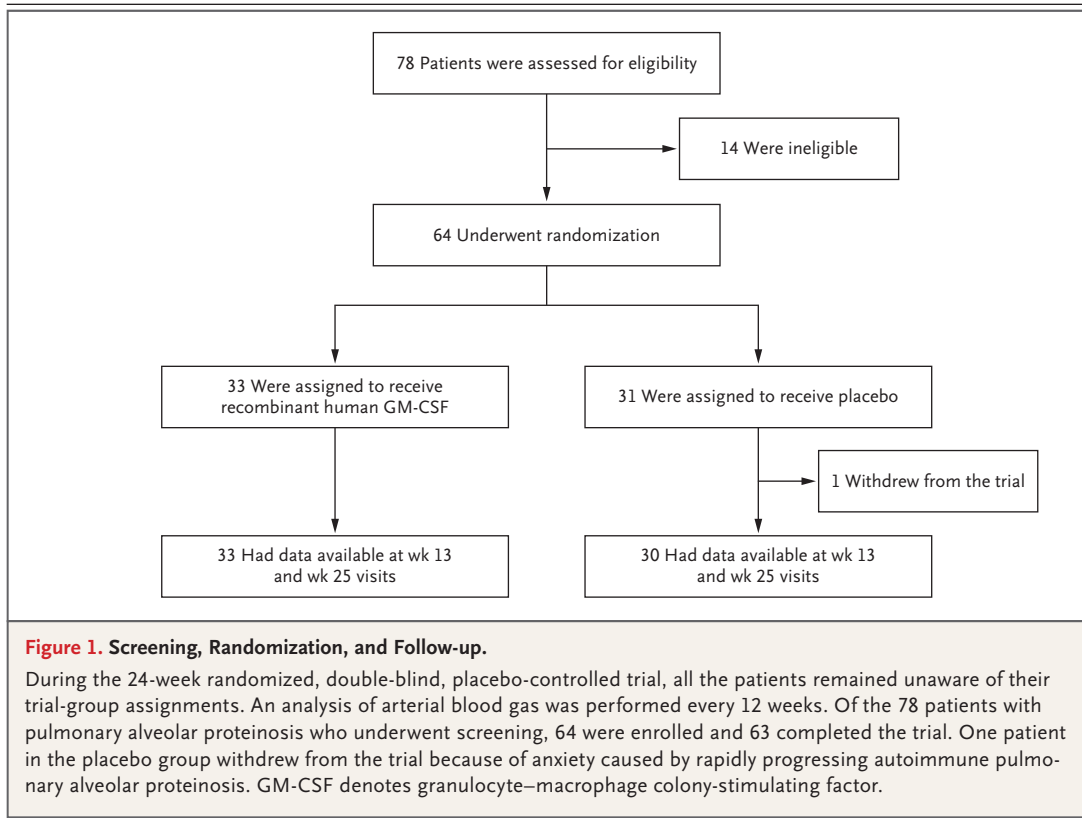 78 Patients were assessed for eligibility
14 Were ineligible
64 Underwent randomization
33 Were assigned to receive
recombinant human GM-CSF
31 Were assigned to receive placebo
1 Withdrew from the trial
33 Had data available at wk 13
and wk 25 visits
30 Had data available at wk 13
and wk 25 visits
Figure 1. Screening, Randomization, and Follow-up.
During the 24-week randomized, double-blind, placebo-controlled trial, all the patients remained unaware of their
trial-group assignments. An analysis of arterial blood gas was performed every 12 weeks. Of the 78 patients with
pulmonary alveolar proteinosis who underwent screening, 64 were enrolled and 63 completed the trial. One patient
in the placebo group withdrew from the trial because of anxiety caused by rapidly progressing autoimmune pulmo-
nary alveolar proteinosis. GM-CSF denotes granulocyte–macrophage colony-stimulating factor.